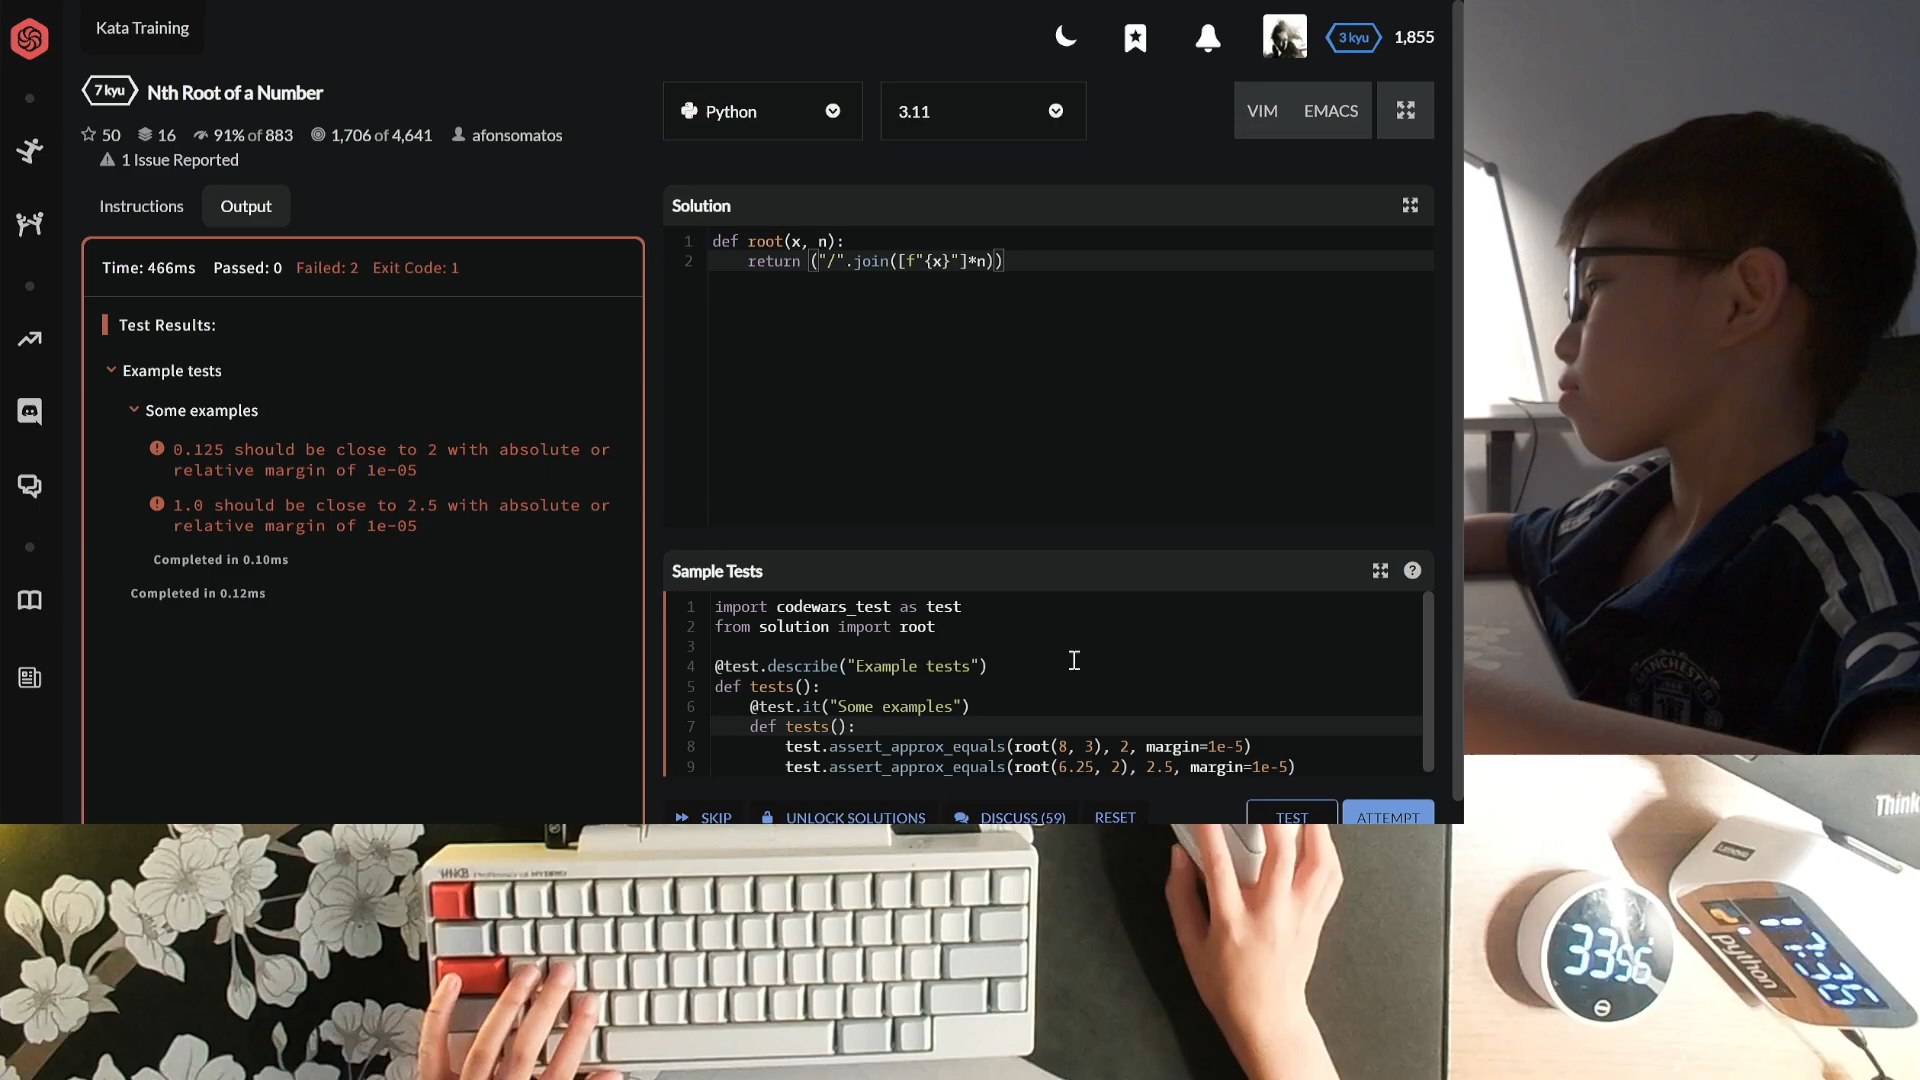 Kata Training
3 kyu
1,855
7 kyu
Nth Root of a Number
50
16
91% of 883
1,706 of 4,641
afonsomatos
1 Issue Reported
Python
3.11
VIM
EMACS
Instructions
Output
Time: 466ms
Passed: 0
Failed: 2
Exit Code: 1
Test Results:
Example tests
Some examples
0.125 should be close to 2 with absolute or
relative margin of 1e-05
1.0 should be close to 2.5 with absolute or
relative margin of 1e-05
Completed in 0.10ms
Completed in 0.12ms
Solution
1 def root(x, n):
2 return ("/".join([f"{x}"]*n))
Sample Tests
?
1 import codewars_test as test
2 from solution import root
3
4 @test.describe("Example tests")
5 def tests():
6 @test.it("Some examples")
7 def tests():
8 test.assert_approx_equals(root(8, 3), 2, margin=1e-5)
9 test.assert_approx_equals(root(6.25, 2), 2.5, margin=1e-5)
SKIP
UNLOCK SOLUTIONS
DISCUSS (59)
RESET
TEST
ATTEMPT
MANCHESTER
Think
HHKB Professional HYBRID
Lenovo
python